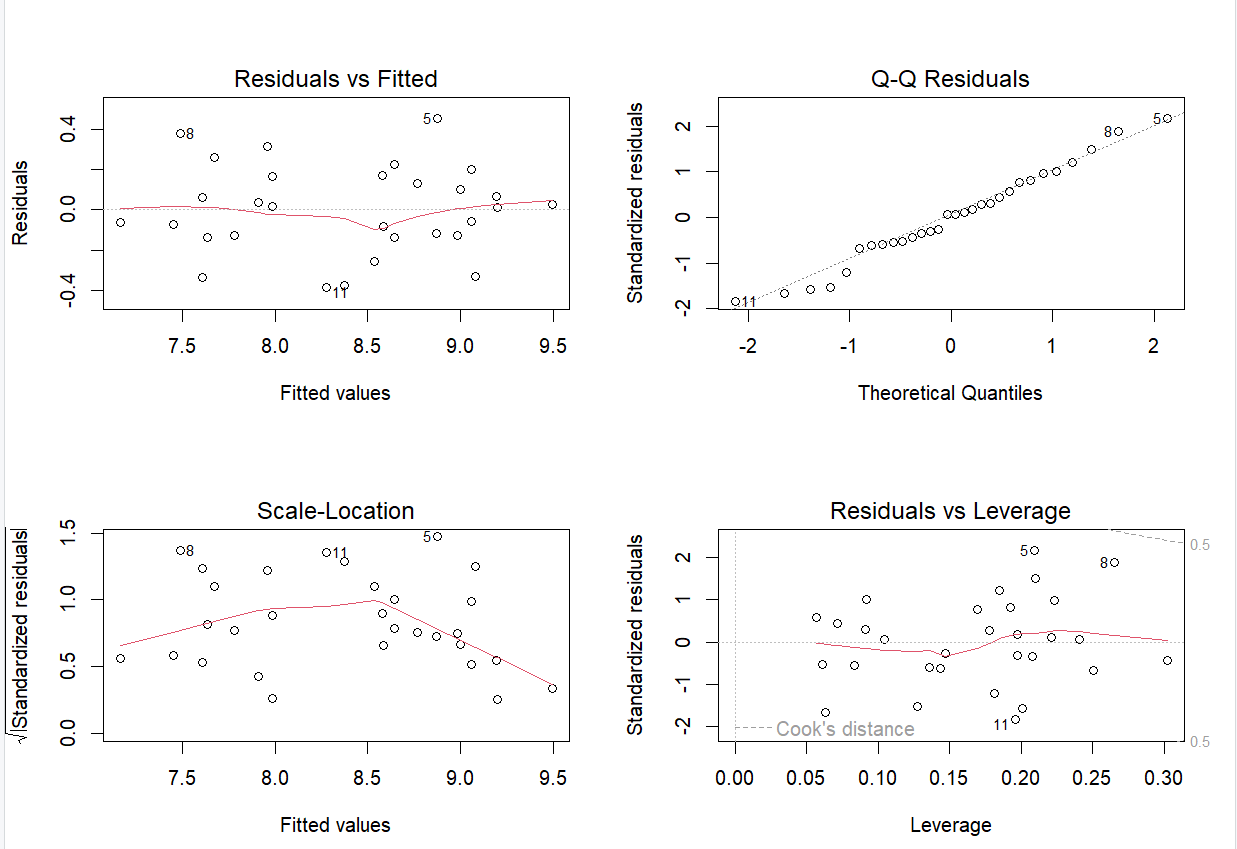 Residuals vs Fitted
Residuals
0.4
0.0
-0.4
8
5
11
7.5 8.0 8.5 9.0 9.5
Fitted values
Q-Q Residuals
Standardized residuals
2
1
0
-1
-2
8
5
11
-2 -1 0 1 2
Theoretical Quantiles
Scale-Location
√|Standardized residuals|
1.5
1.0
0.5
0.0
8
11
5
7.5 8.0 8.5 9.0 9.5
Fitted values
Residuals vs Leverage
Standardized residuals
2
1
0
-1
-2
5
8
11
0.5
Cook's distance
0.5
0.00 0.05 0.10 0.15 0.20 0.25 0.30
Leverage